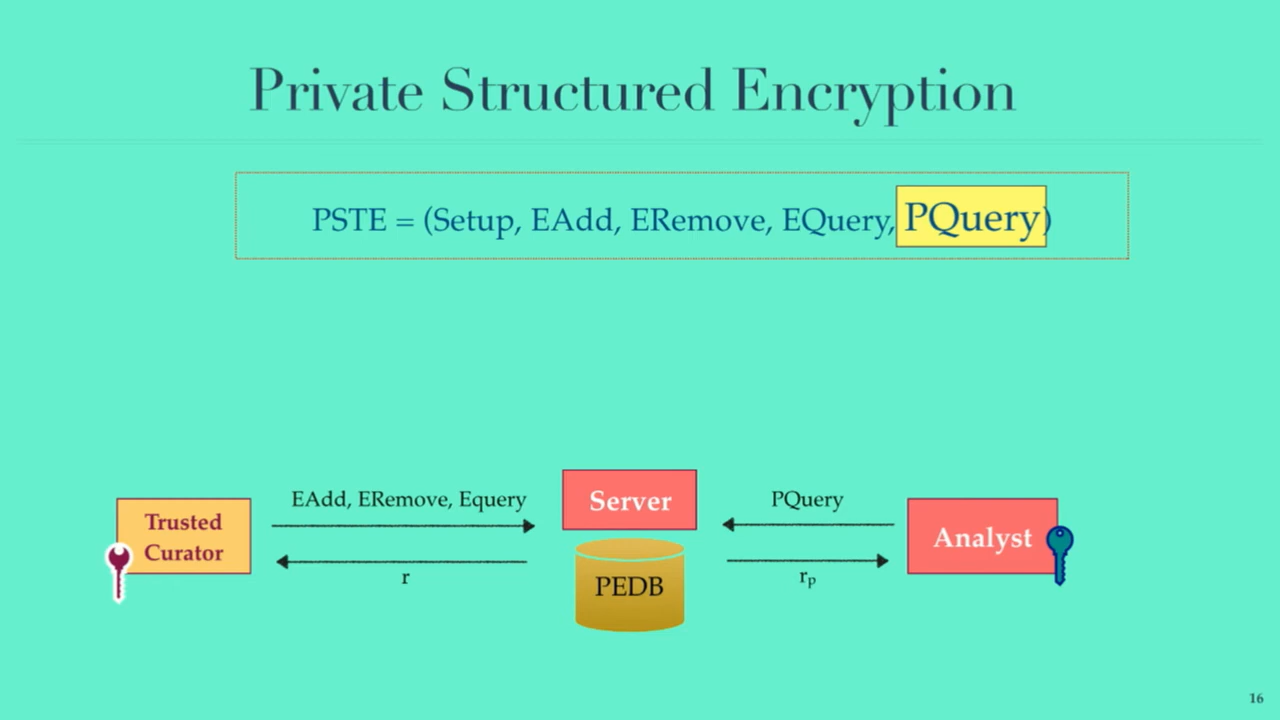 Private Structured Encryption
PSTE = (Setup, EAdd, ERemove, EQuery, PQuery)
EAdd, ERemove, Equery
Server
PQuery
Trusted
Curator
Analyst
r
PEDB
rₚ
16